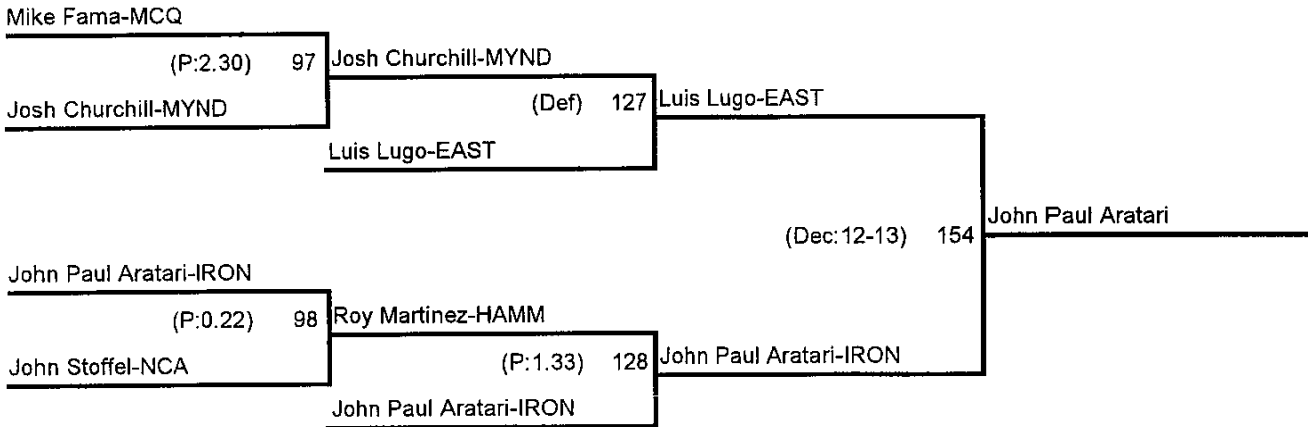 Mike Fama-MCQ
(P:2.30) 97
Josh Churchill-MYND
Josh Churchill-MYND
(Def) 127
Luis Lugo-EAST
Luis Lugo-EAST
(Dec:12-13) 154
John Paul Aratari
John Paul Aratari-IRON
(P:0.22) 98
John Stoffel-NCA
Roy Martinez-HAMM
(P:1.33) 128
John Paul Aratari-IRON
John Paul Aratari-IRON